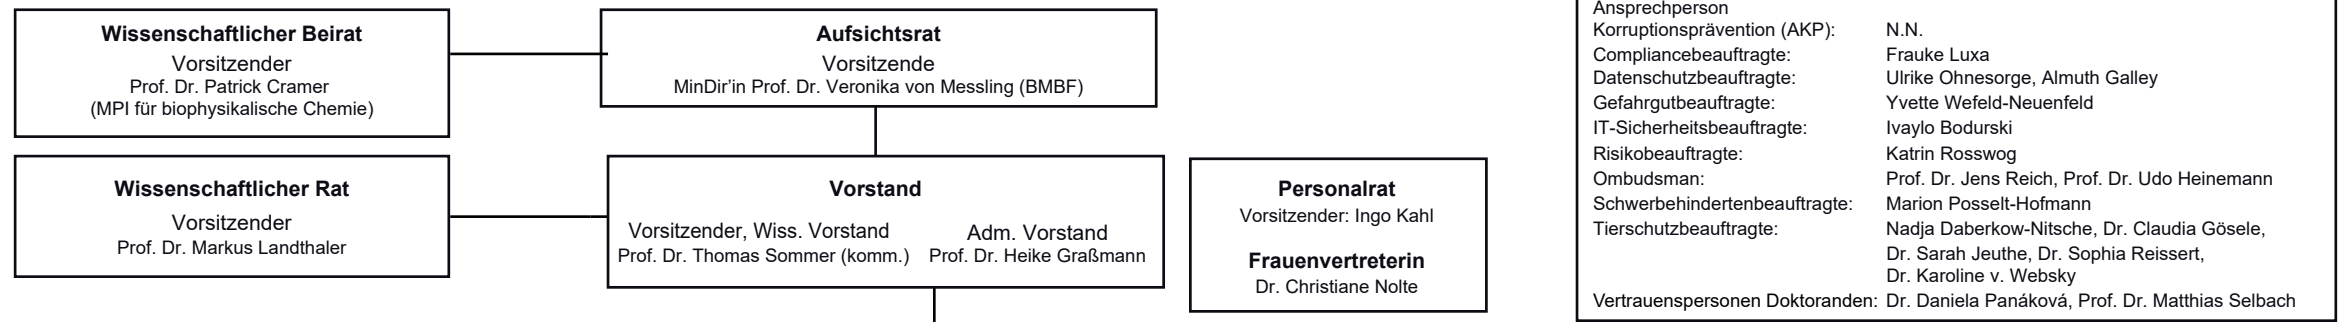 Wissenschaftlicher Beirat
Vorsitzender
Prof. Dr. Patrick Cramer
(MPI für biophysikalische Chemie)
Aufsichtsrat
Vorsitzende
MinDir’in Prof. Dr. Veronika von Messling (BMBF)
Wissenschaftlicher Rat
Vorsitzender
Prof. Dr. Markus Landthaler
Vorstand
Vorsitzender, Wiss. Vorstand
Prof. Dr. Thomas Sommer (komm.)
Adm. Vorstand
Prof. Dr. Heike Graßmann
Personalrat
Vorsitzender: Ingo Kahl
Frauenvertreterin
Dr. Christiane Nolte
Ansprechperson
Korruptionsprävention (AKP): N.N.
Compliancebeauftragte: Frauke Luxa
Datenschutzbeauftragte: Ulrike Ohnesorge, Almuth Galley
Gefahrgutbeauftragte: Yvette Wefeld-Neuenfeld
IT-Sicherheitsbeauftragte: Ivaylo Bodurski
Risikobeauftragte: Katrin Rosswog
Ombudsman: Prof. Dr. Jens Reich, Prof. Dr. Udo Heinemann
Schwerbehindertenbeauftragte: Marion Posselt-Hofmann
Tierschutzbeauftragte: Nadja Daberkow-Nitsche, Dr. Claudia Gösele,
Dr. Sarah Jeuthe, Dr. Sophia Reissert,
Dr. Karoline v. Websky
Vertrauenspersonen Doktoranden: Dr. Daniela Panáková, Prof. Dr. Matthias Selbach